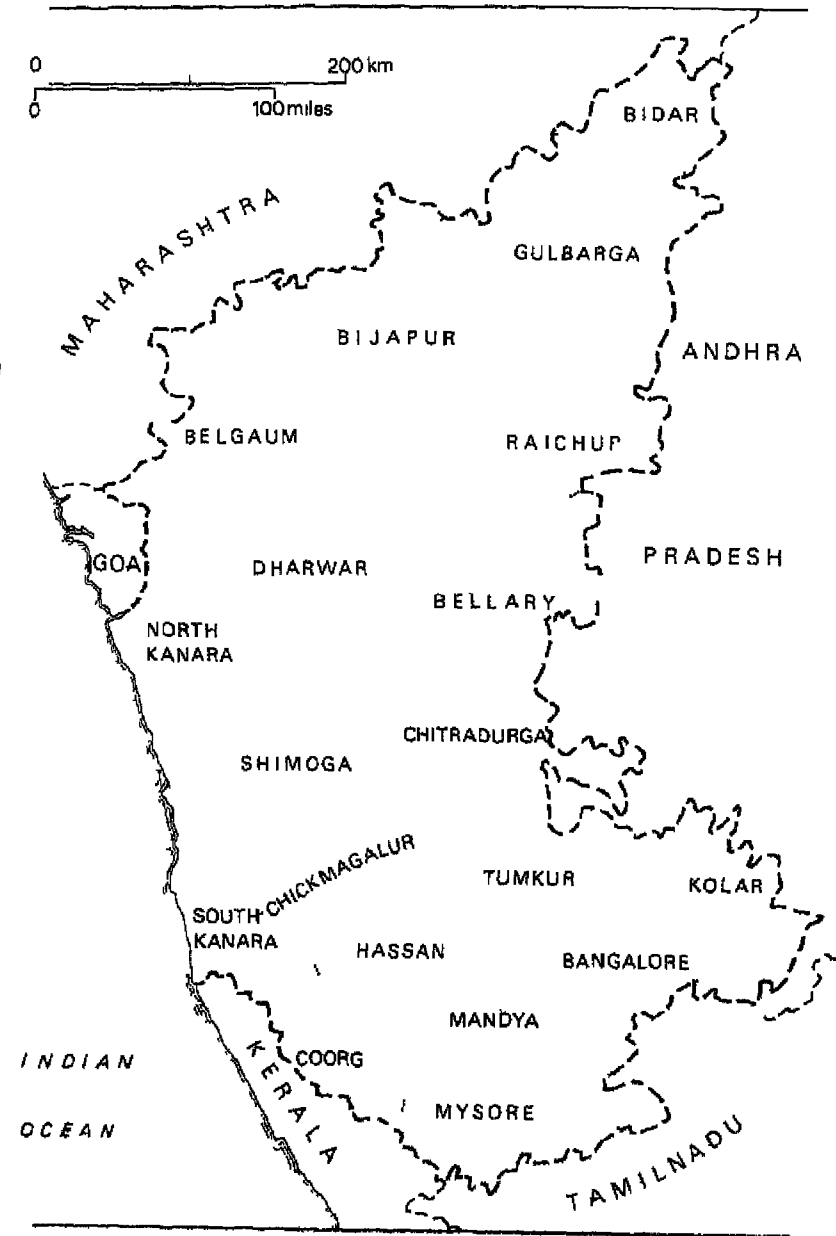 0 200 km
0 100 miles
BIDAR
MAHARASHTRA
GULBARGA
BIJAPUR
ANDHRA
BELGAUM
RAICHUR
GOA
DHARWAR
PRADESH
BELLARY
NORTH
KANARA
CHITRADURGA
SHIMOGA
CHICKMAGALUR
TUMKUR
KOLAR
SOUTH
KANARA
HASSAN
BANGALORE
MANDYA
KERALA
COORG
INDIAN
OCEAN
MYSORE
TAMILNADU